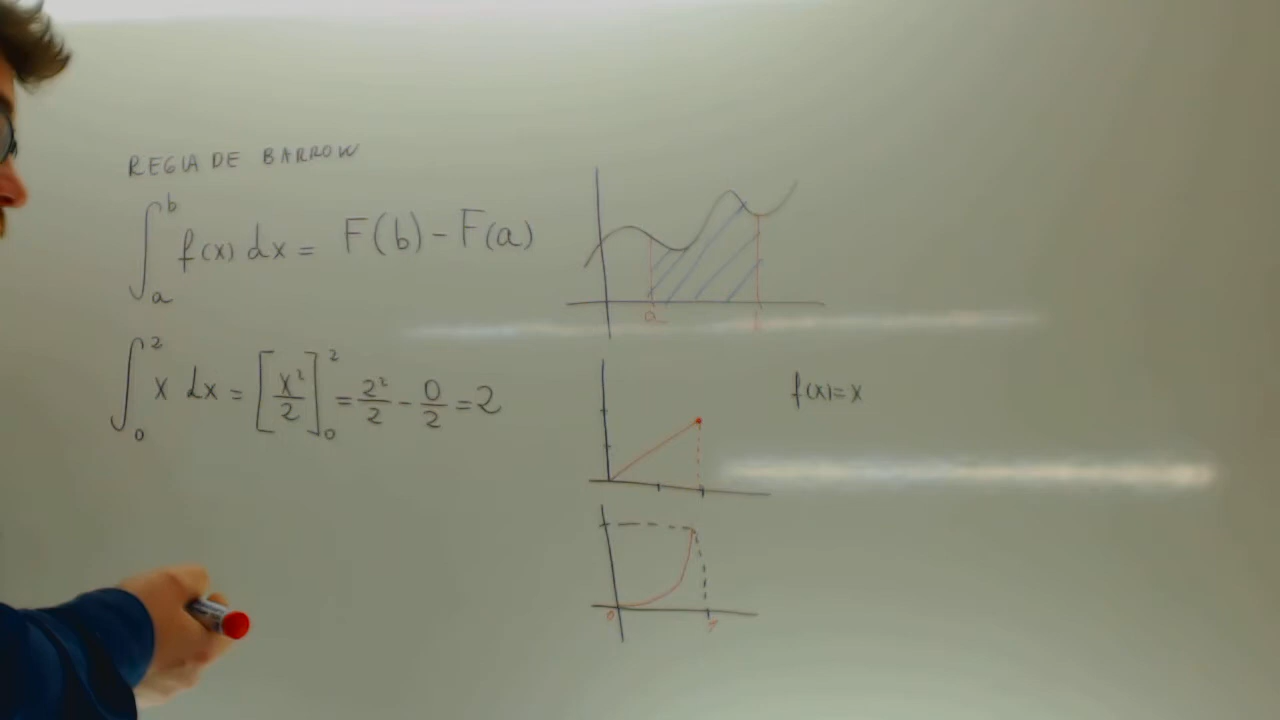 REGLA DE BARROW
∫_a^b f(x) dx = F(b) - F(a)
a
∫_0^2 x dx = [x²/2]_0^2 = 2²/2 - 0/2 = 2
f(x)=x
0